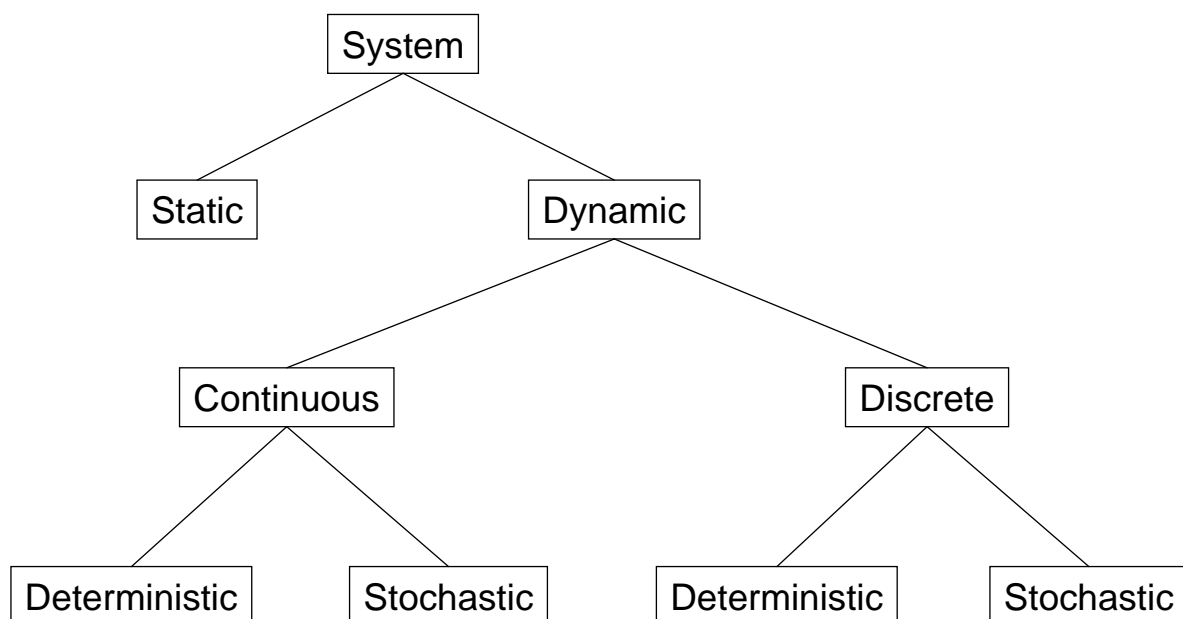 System
Static
Dynamic
Continuous
Discrete
Deterministic
Stochastic
Deterministic
Stochastic